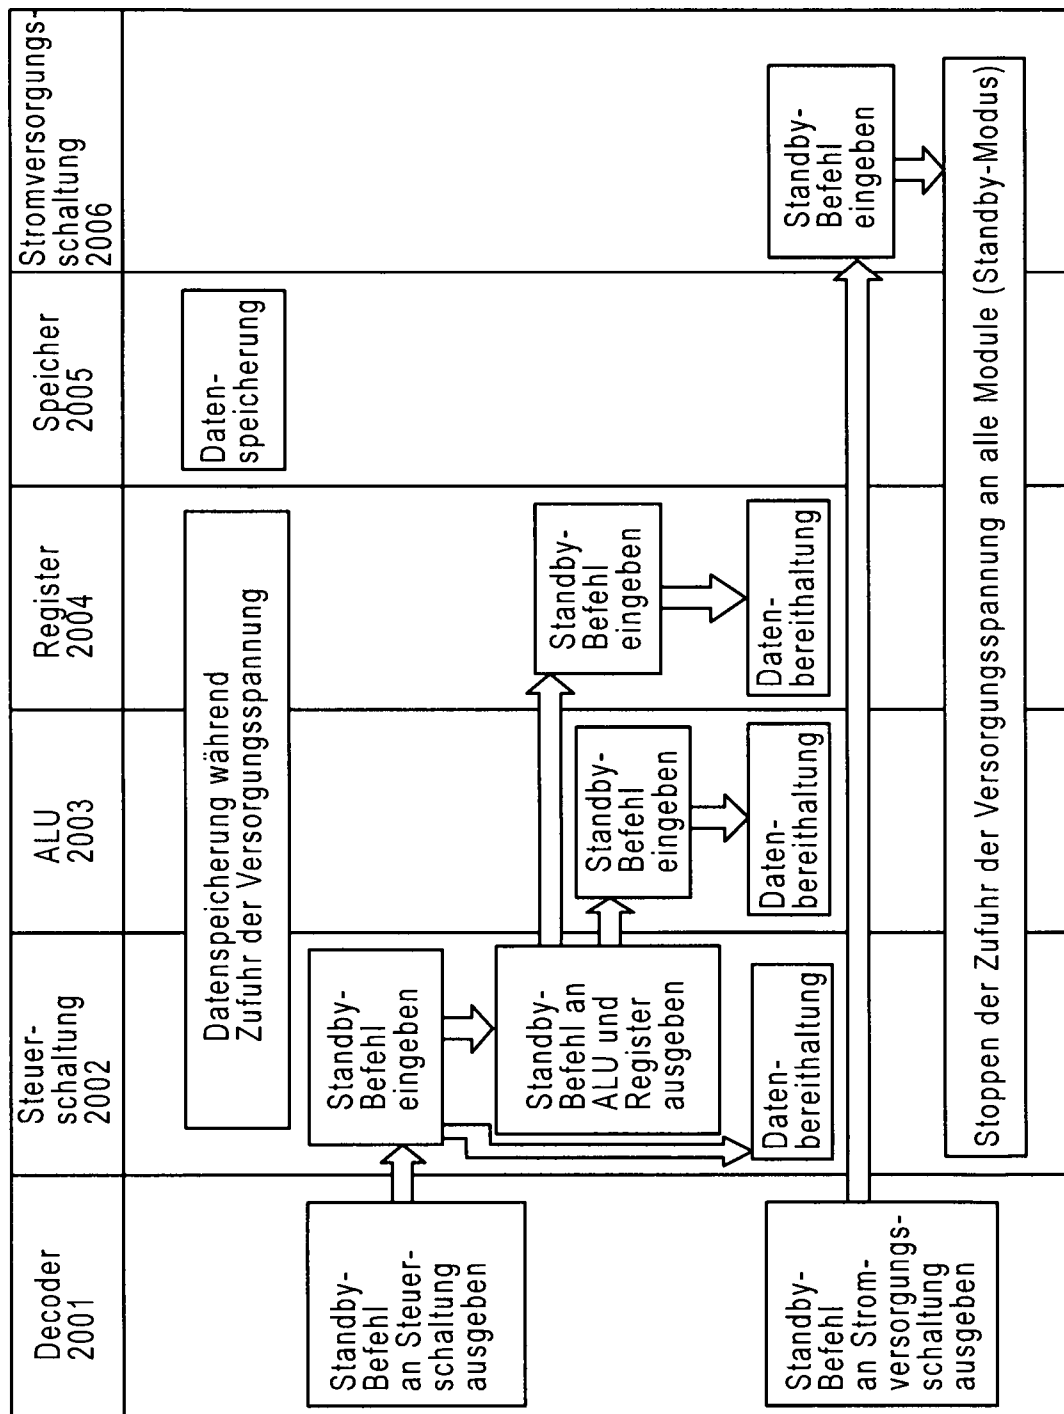 Decoder
2001
Steuer-
schaltung
2002
ALU
2003
Register
2004
Speicher
2005
Stromversorgungs-
schaltung
2006
Datenspeicherung während
Zufuhr der Versorgungsspannung
Daten-
speicherung
Standby-
Befehl
an Steuer-
schaltung
ausgeben
Standby-
Befehl
eingeben
Standby-
Befehl an
ALU und
Register
ausgeben
Standby-
Befehl
eingeben
Standby-
Befehl
eingeben
Daten-
bereithaltung
Daten-
bereithaltung
Daten-
bereithaltung
Standby-
Befehl
an Strom-
versorgungs-
schaltung
ausgeben
Standby-
Befehl
eingeben
Stoppen der Zufuhr der Versorgungsspannung an alle Module (Standby-Modus)